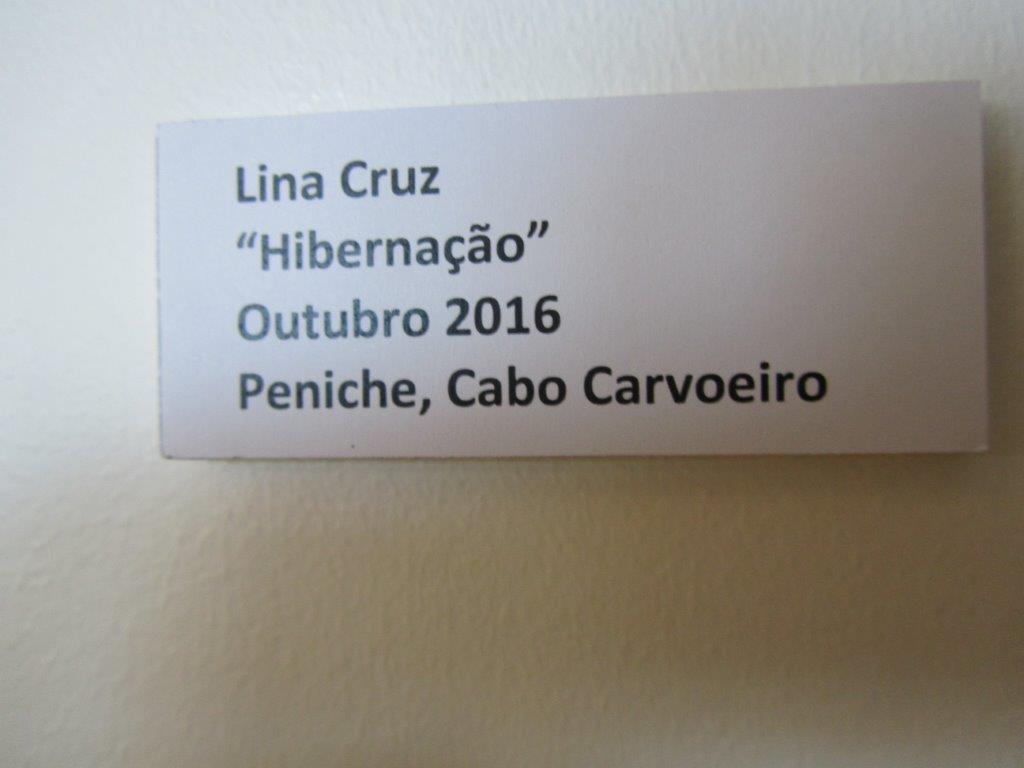 Lina Cruz
“Hibernação”
Outubro 2016
Peniche, Cabo Carvoeiro